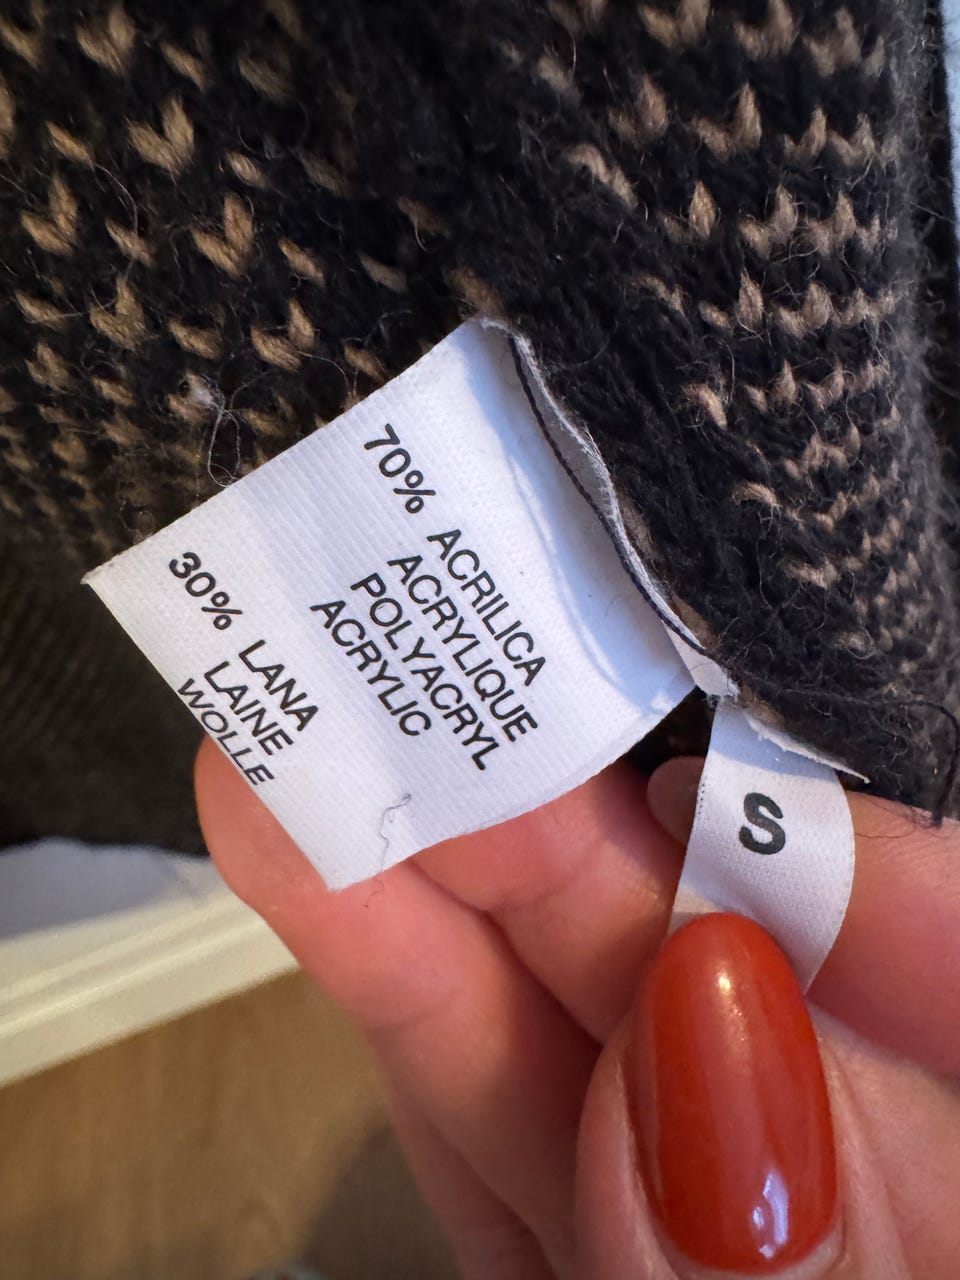 70% ACRILICA
ACRYLIQUE
POLYACRYL
ACRYLIC
30% LANA
LAINE
WOLLE
S